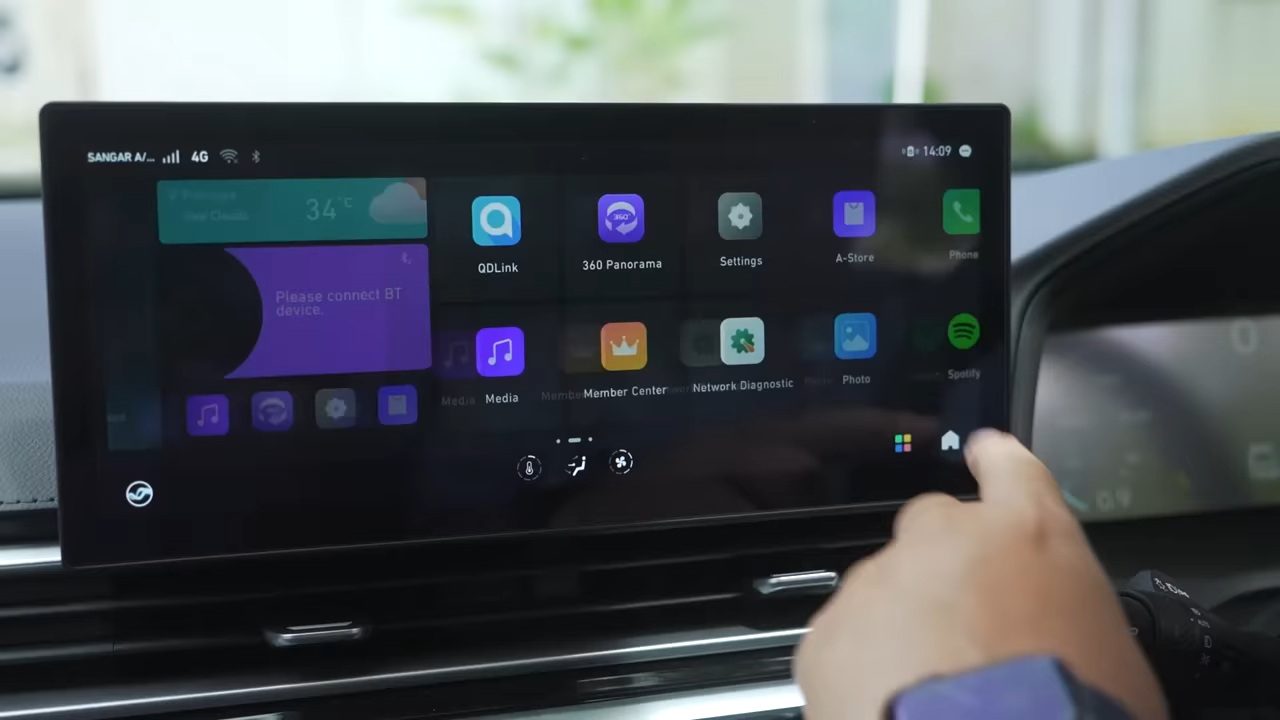 SANGAR A/... 4G
14:09
34°C
Please connect BT
device.
QDLink
360°
360 Panorama
Settings
A-Store
Phone
Media
Media
Member Center
Network Diagnostic
Photo
Spotify